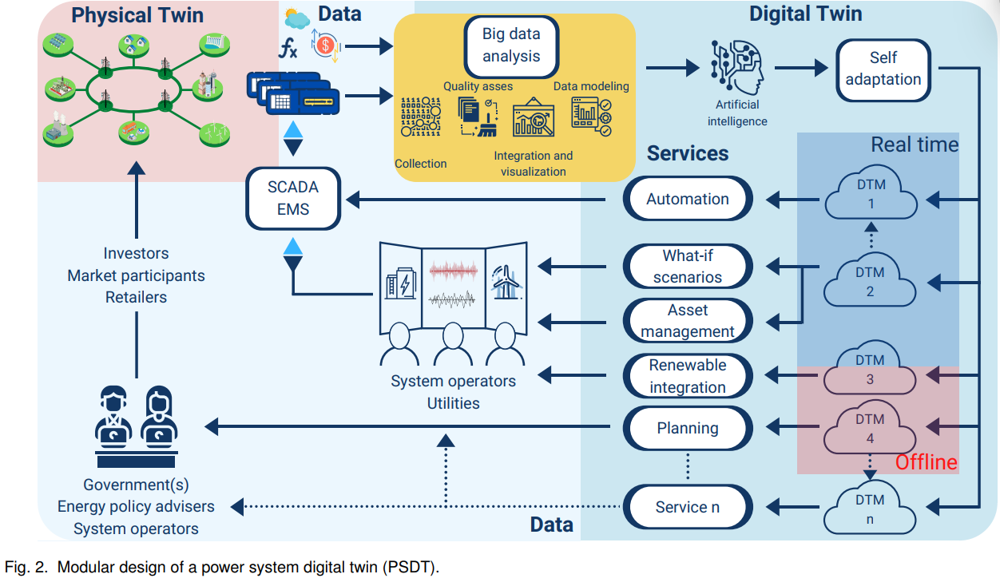 Physical Twin
Data
Digital Twin
fx
$
Big data
analysis
Quality asses
Data modeling
Collection
Integration and
visualization
Artificial
intelligence
Self
adaptation
Services
Real time
SCADA
EMS
Automation
DTM
1
Investors
Market participants
Retailers
What-if
scenarios
DTM
2
Asset
management
System operators
Utilities
Renewable
integration
DTM
3
Planning
DTM
4
Offline
Government(s)
Energy policy advisers
System operators
Service n
DTM
n
Data
Fig. 2. Modular design of a power system digital twin (PSDT).